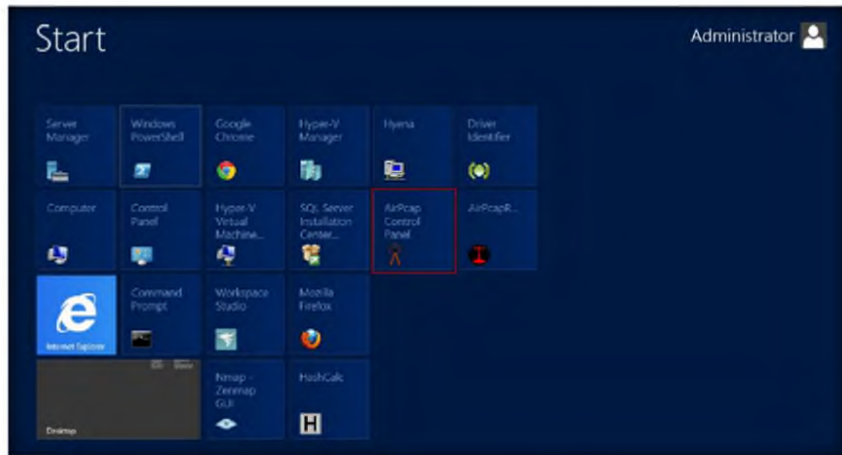 Start
Administrator
Server
Manager
Windows
PowerShell
Google
Chrome
Hyper-V
Manager
Hyena
Driver
Identifier
Computer
Control
Panel
Hyper-V
Virtual
Machine...
SQL Server
Installation
Center...
AirPcap
Control
Panel
AirPcapR...
Internet Explorer
Command
Prompt
Workspace
Studio
Mozilla
Firefox
Desktop
Nmap -
Zenmap
GUI
HashCalc
H